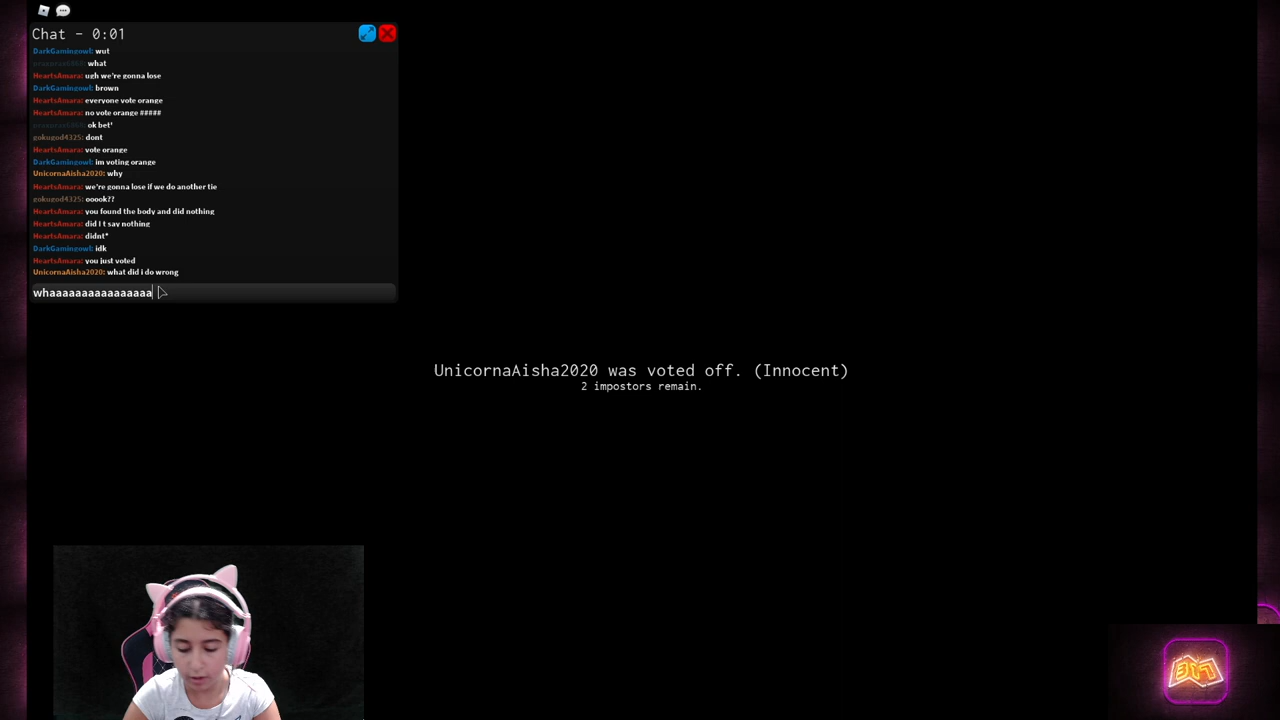 Chat - 0:01
DarkGamingowl: wut
what
HeartsAmara: ugh we're gonna lose
DarkGamingowl: brown
HeartsAmara: everyone vote orange
HeartsAmara: no vote orange #####
ok bet'
gokugod4325: dont
HeartsAmara: vote orange
DarkGamingowl: im voting orange
UnicornaAisha2020: why
HeartsAmara: we're gonna lose if we do another tie
gokugod4325: ooook??
HeartsAmara: you found the body and did nothing
HeartsAmara: did I t say nothing
HeartsAmara: didnt*
DarkGamingowl: idk
HeartsAmara: you just voted
UnicornaAisha2020: what did i do wrong
whaaaaaaaaaaaaaaaa
UnicornaAisha2020 was voted off. (Innocent)
2 impostors remain.